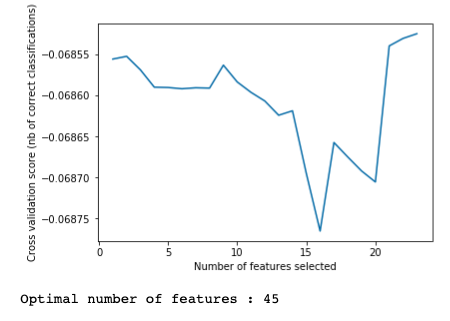 Cross validation score (nb of correct classifications)
−0.06855
−0.06860
−0.06865
−0.06870
−0.06875
0 5 10 15 20
Number of features selected
Optimal number of features : 45